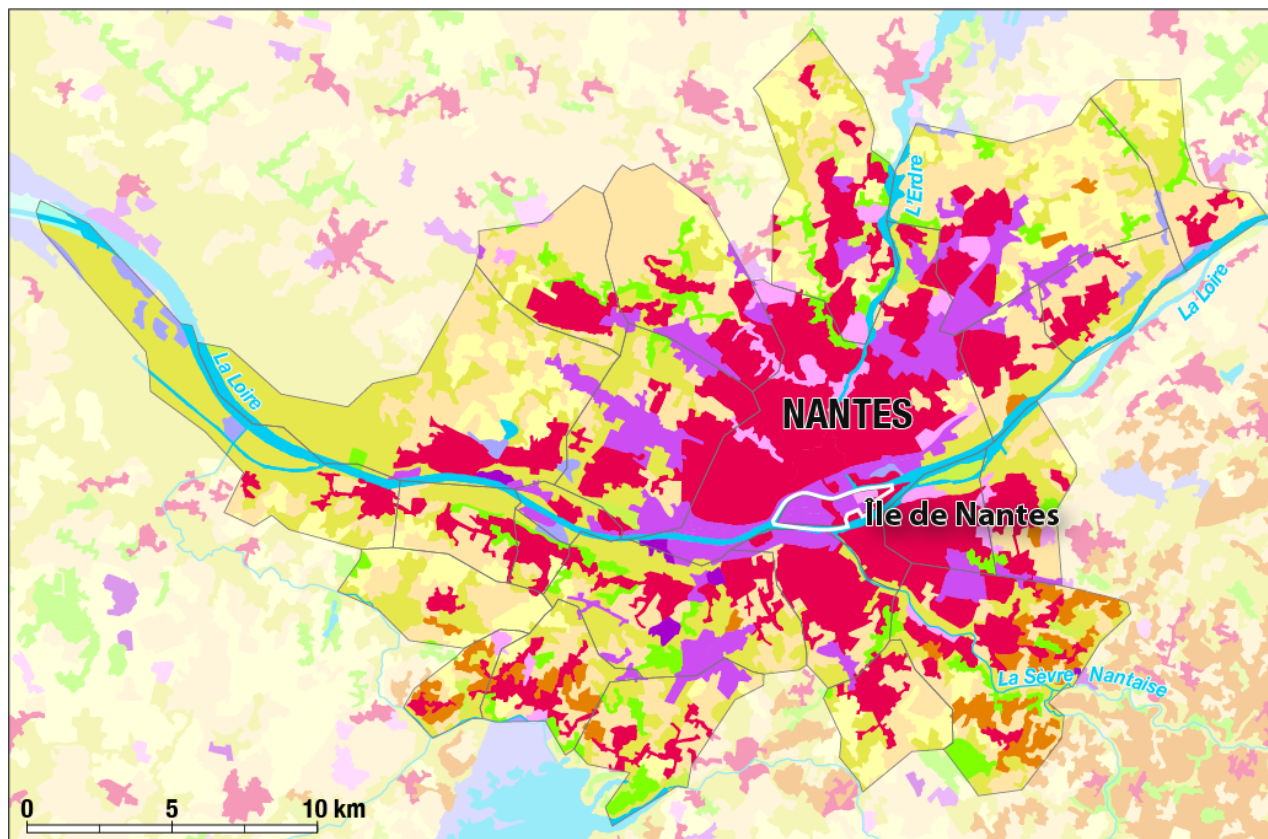 L'Erdre
La Loire
La Loire
NANTES
Île de Nantes
La Sèvre Nantaise
0 5 10 km